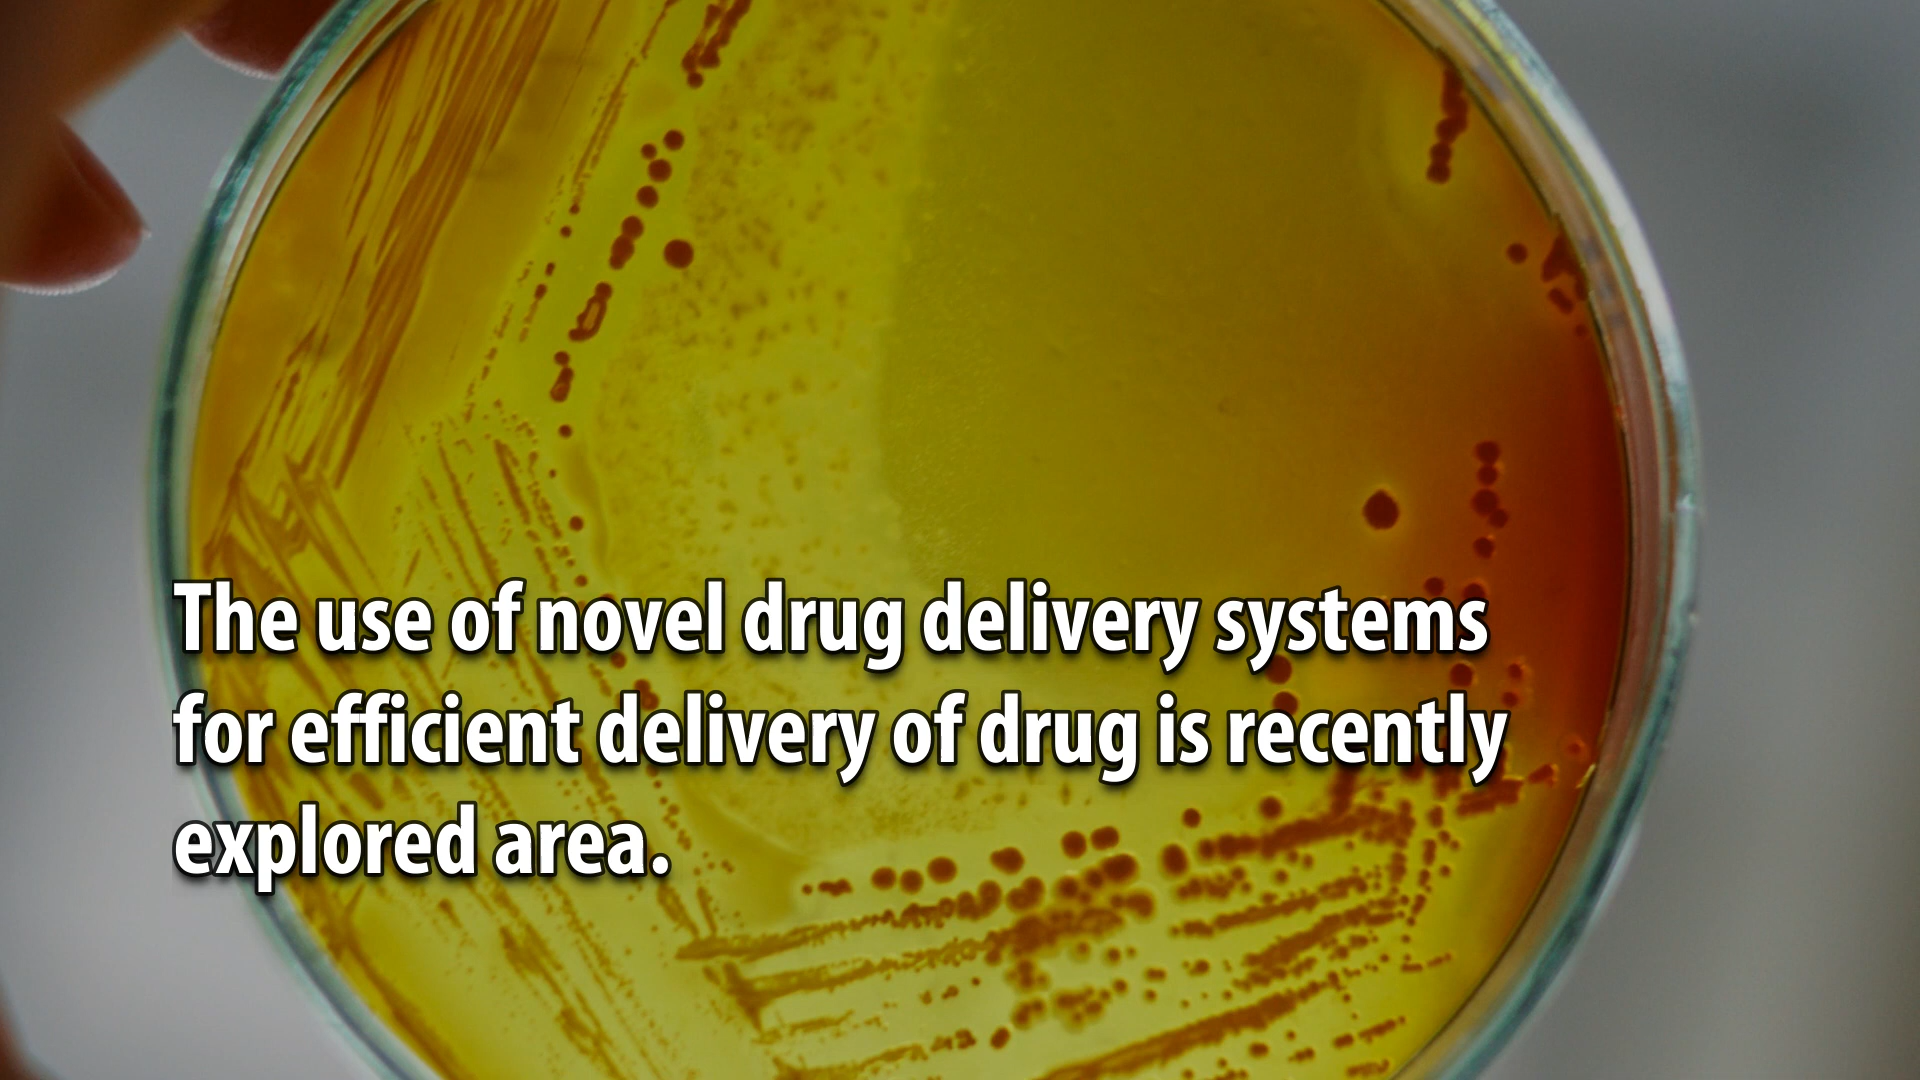 The use of novel drug delivery systems
for efficient delivery of drug is recently
explored area.